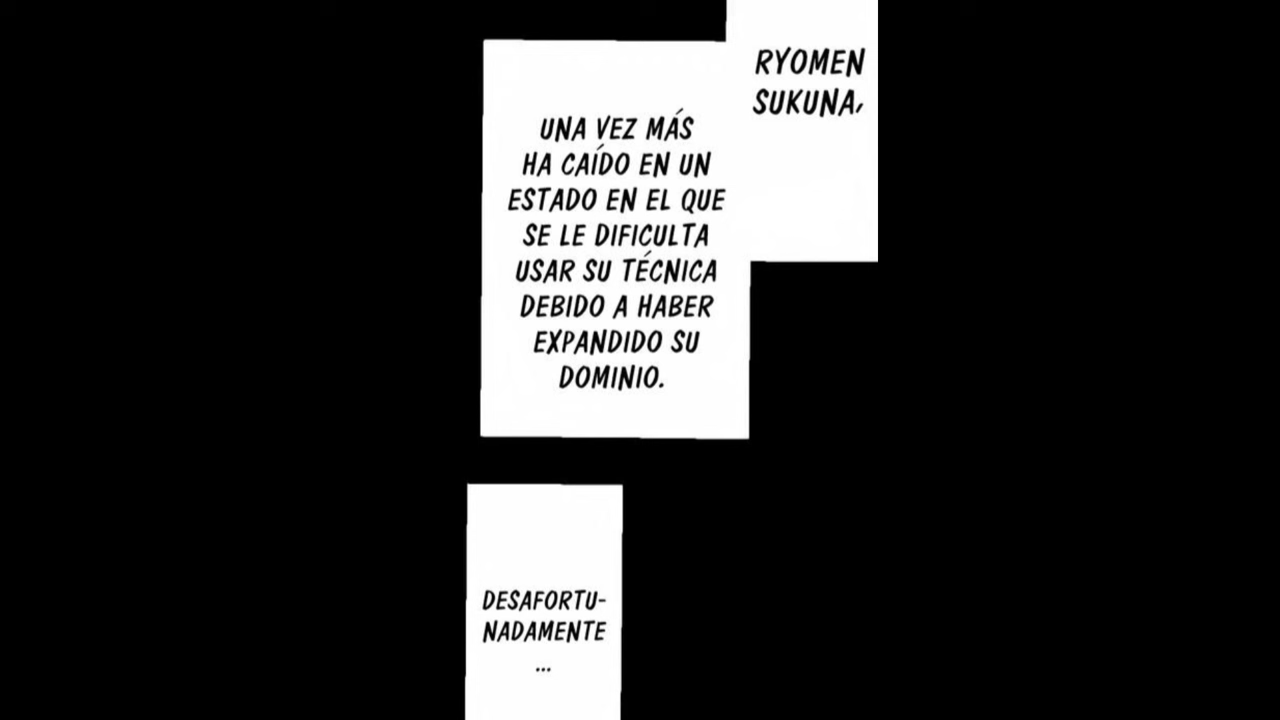 RYOMEN
SUKUNA,
UNA VEZ MÁS
HA CAÍDO EN UN
ESTADO EN EL QUE
SE LE DIFICULTA
USAR SU TÉCNICA
DEBIDO A HABER
EXPANDIDO SU
DOMINIO.
DESAFORTU-
NADAMENTE
...